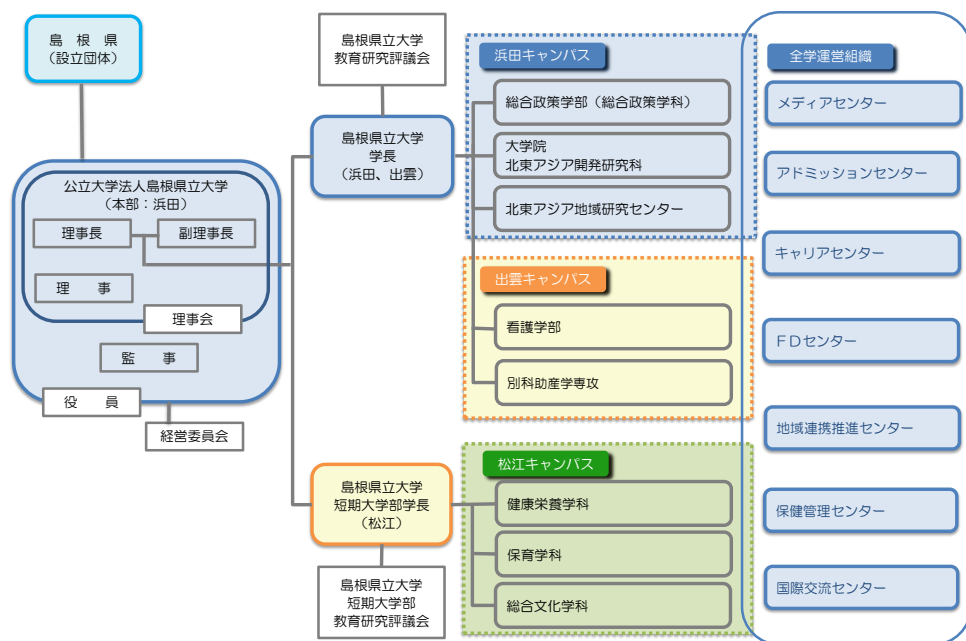 島　根　県
（設立団体）
公立大学法人島根県立大学
（本部：浜田）
理事長
副理事長
理　　事
理事会
監　　事
役　　員
経営委員会
島根県立大学
教育研究評議会
島根県立大学
学長
（浜田、出雲）
島根県立大学
短期大学部学長
（松江）
島根県立大学
短期大学部
教育研究評議会
浜田キャンパス
総合政策学部（総合政策学科）
大学院
北東アジア開発研究科
北東アジア地域研究センター
出雲キャンパス
看護学部
別科助産学専攻
松江キャンパス
健康栄養学科
保育学科
総合文化学科
全学運営組織
メディアセンター
アドミッションセンター
キャリアセンター
ＦＤセンター
地域連携推進センター
保健管理センター
国際交流センター